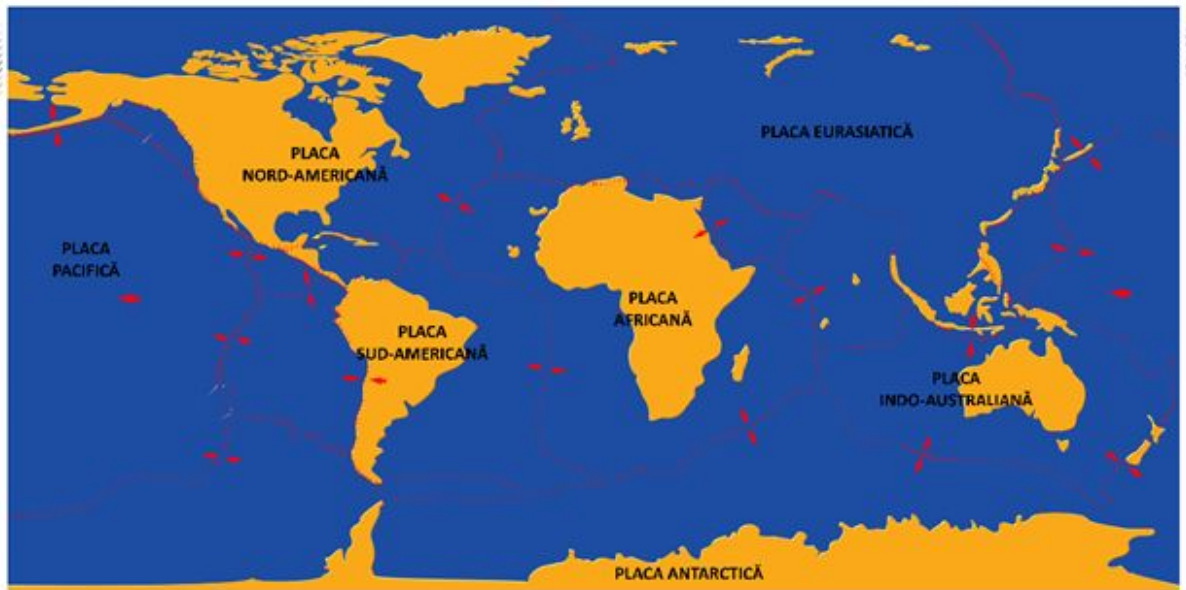 PLACA EURASIATICĂ
PLACA
NORD-AMERICANĂ
PLACA
PACIFICĂ
PLACA
AFRICANĂ
PLACA
SUD-AMERICANĂ
PLACA
INDO-AUSTRALIANĂ
PLACA ANTARCTICĂ